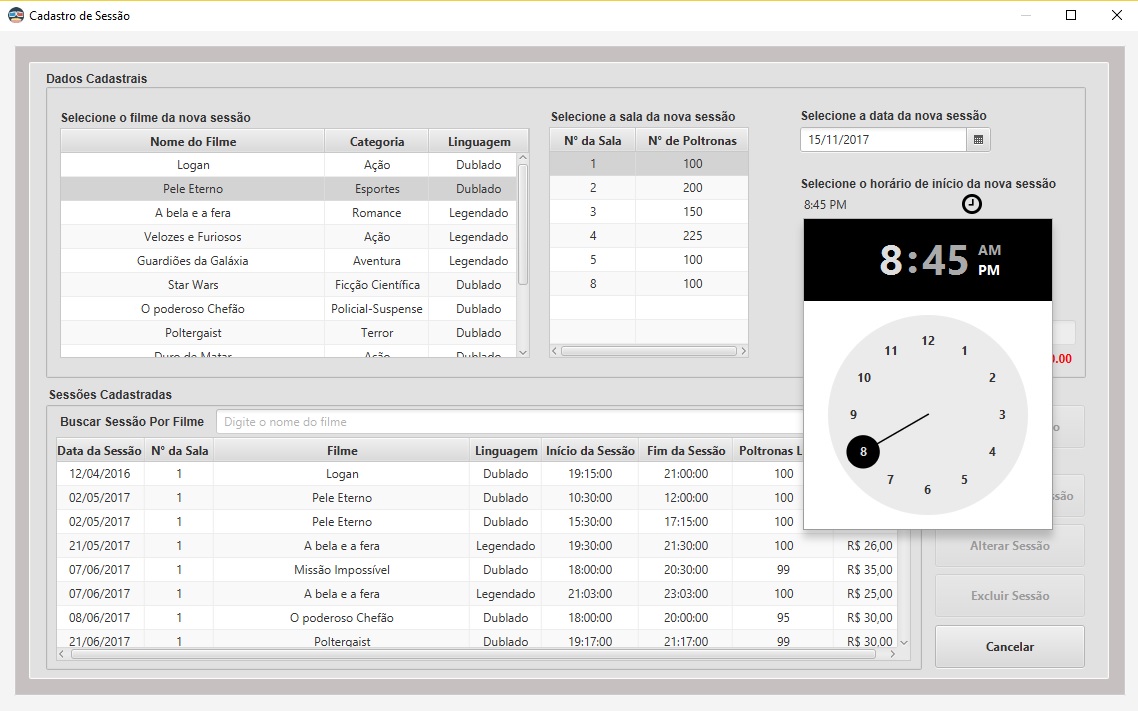 Cadastro de Sessão
Dados Cadastrais
Selecione o filme da nova sessão
Nome do Filme Categoria Linguagem
Logan Ação Dublado
Pele Eterno Esportes Dublado
A bela e a fera Romance Legendado
Velozes e Furiosos Ação Legendado
Guardiões da Galáxia Aventura Legendado
Star Wars Ficção Científica Dublado
O poderoso Chefão Policial-Suspense Dublado
Poltergaist Terror Dublado
Duro de Matar Ação Dublado
Selecione a sala da nova sessão
N° da Sala N° de Poltronas
1 100
2 200
3 150
4 225
5 100
8 100
Selecione a data da nova sessão
15/11/2017
Selecione o horário de início da nova sessão
8:45 PM
8:45 AM
PM
12
11 1
10 2
9 3
8 4
7 5
6
.00
Sessões Cadastradas
Buscar Sessão Por Filme Digite o nome do filme
Data da Sessão N° da Sala Filme Linguagem Início da Sessão Fim da Sessão Poltronas L
12/04/2016 1 Logan Dublado 19:15:00 21:00:00 100
02/05/2017 1 Pele Eterno Dublado 10:30:00 12:00:00 100
02/05/2017 1 Pele Eterno Dublado 15:30:00 17:15:00 100
21/05/2017 1 A bela e a fera Legendado 19:30:00 21:30:00 100 R$ 26,00
07/06/2017 1 Missão Impossível Dublado 18:00:00 20:30:00 99 R$ 35,00
07/06/2017 1 A bela e a fera Legendado 21:03:00 23:03:00 100 R$ 25,00
08/06/2017 1 O poderoso Chefão Dublado 18:00:00 20:00:00 95 R$ 30,00
21/06/2017 1 Poltergaist Dublado 19:17:00 21:17:00 99 R$ 30,00
o
ssão
Alterar Sessão
Excluir Sessão
Cancelar